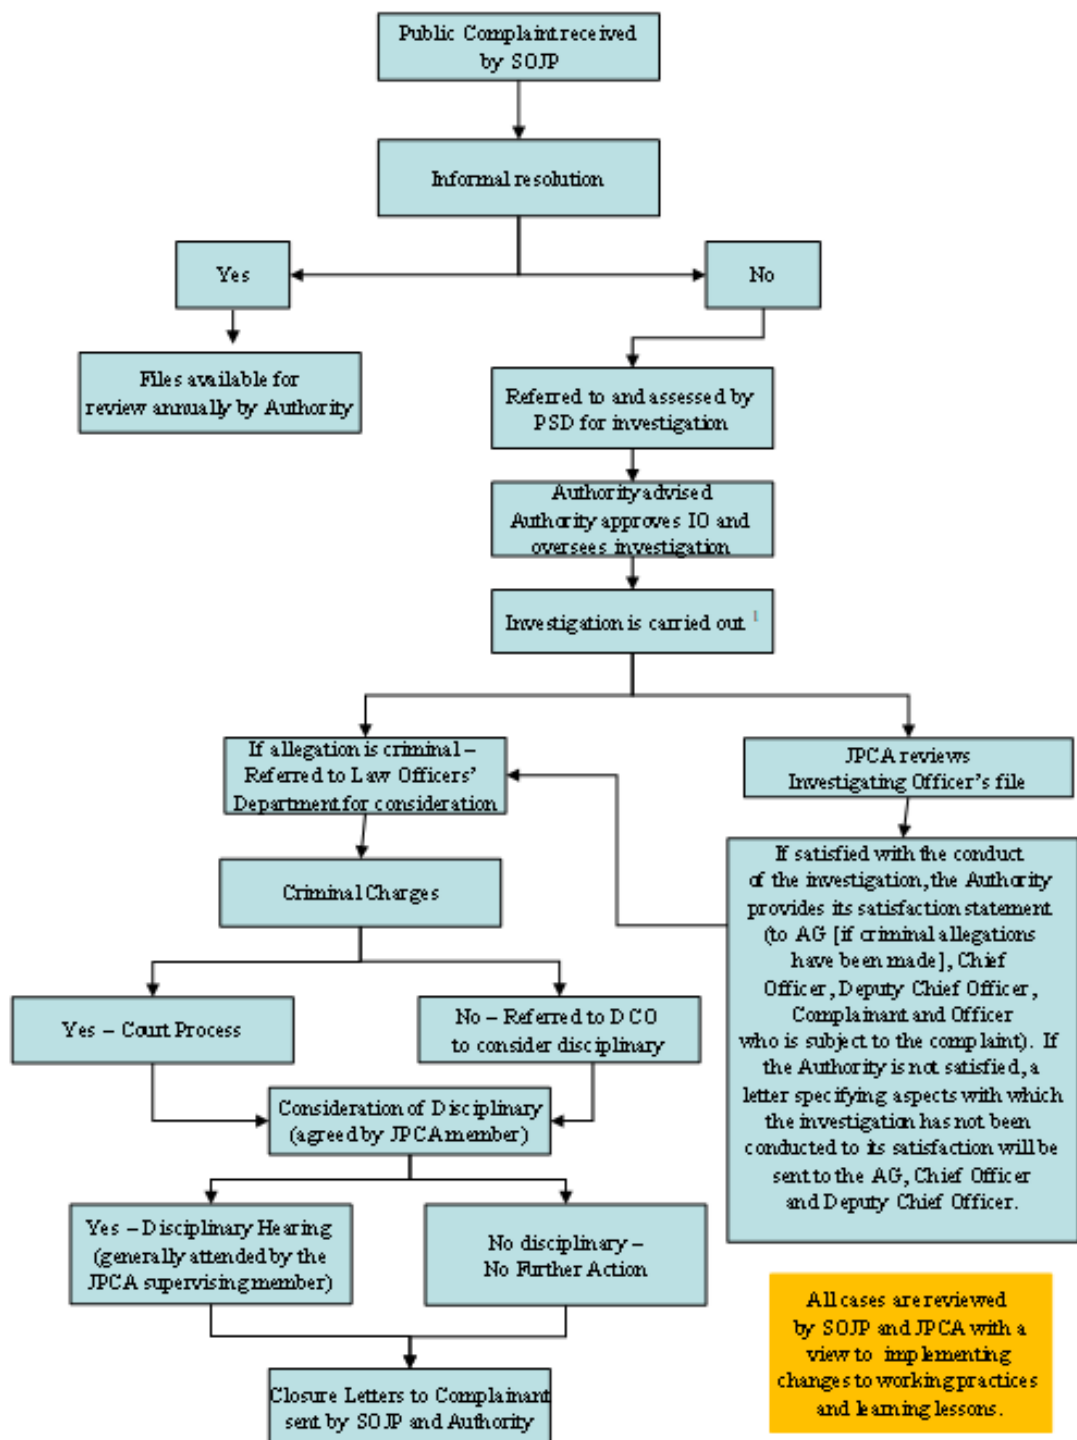 Public Complaint received
by SOJP
Informal resolution
Yes
No
Files available for
review annually by Authority
Referred to and assessed by
PSD for investigation
Authority advised
Authority approves IO and
oversees investigation
Investigation is carried out 1
If allegation is criminal –
Referred to Law Officers'
Department for consideration
JPCA reviews
Investigating Officer's file
Criminal Charges
If satisfied with the conduct
of the investigation, the Authority
provides its satisfaction statement
(to AG [if criminal allegations
have been made], Chief
Officer, Deputy Chief Officer,
Complainant and Officer
who is subject to the complaint). If
the Authority is not satisfied, a
letter specifying aspects with which
the investigation has not been
conducted to its satisfaction will be
sent to the AG, Chief Officer
and Deputy Chief Officer.
Yes – Court Process
No – Referred to DCO
to consider disciplinary
Consideration of Disciplinary
(agreed by JPCA member)
Yes – Disciplinary Hearing
(generally attended by the
JPCA supervising member)
No disciplinary –
No Further Action
All cases are reviewed
by SOJP and JPCA with a
view to implementing
changes to working practices
and learning lessons.
Closure Letters to Complainant
sent by SOJP and Authority